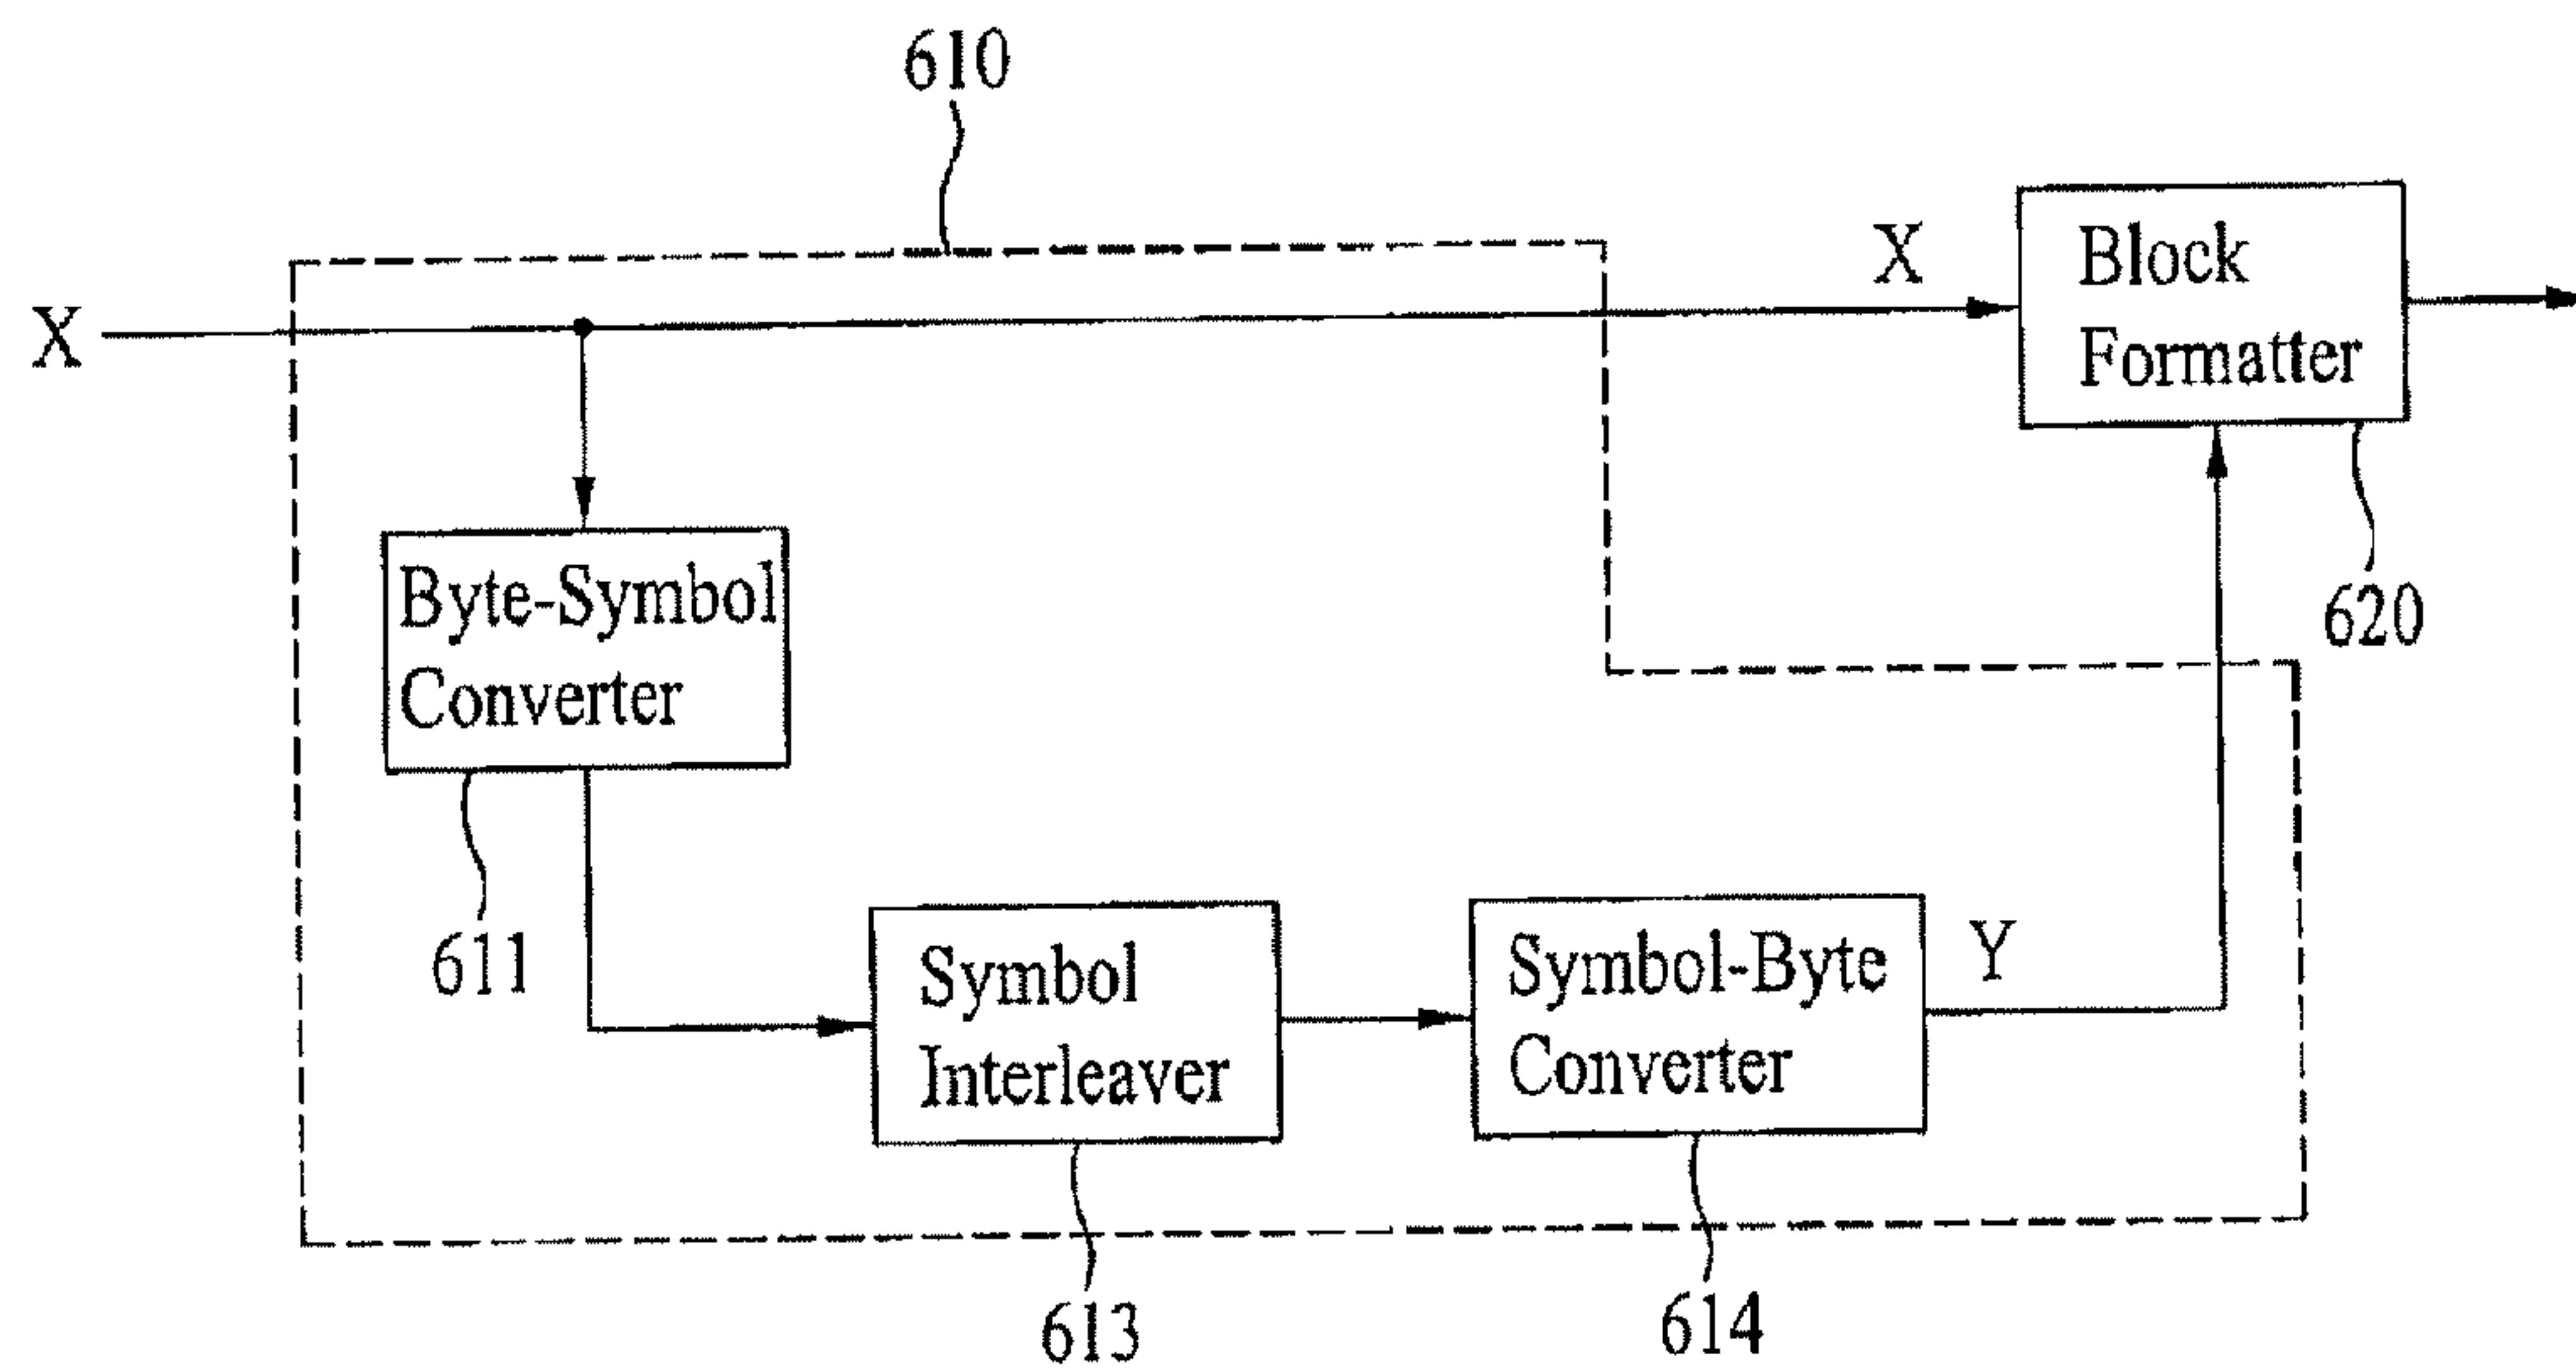 610
X
X
Block
Formatter
620
Byte-Symbol
Converter
611
Symbol
Interleaver
613
Symbol-Byte
Converter
614
Y